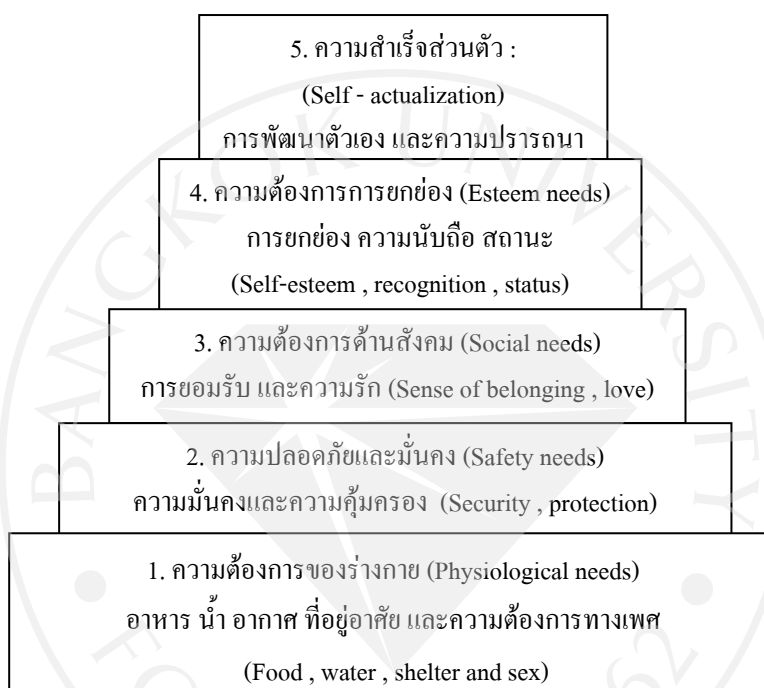 5. ความสำเร็จส่วนตัว :
(Self - actualization)
การพัฒนาตัวเอง และความปรารถนา
4. ความต้องการการยกย่อง (Esteem needs)
การยกย่อง ความนับถือ สถานะ
(Self-esteem , recognition , status)
3. ความต้องการด้านสังคม (Social needs)
การยอมรับ และความรัก (Sense of belonging , love)
2. ความปลอดภัยและมั่นคง (Safety needs)
ความมั่นคงและความคุ้มครอง (Security , protection)
1. ความต้องการของร่างกาย (Physiological needs)
อาหาร น้ำ อากาศ ที่อยู่อาศัย และความต้องการทางเพศ
(Food , water , shelter and sex)
BANGKOK UNIVERSITY